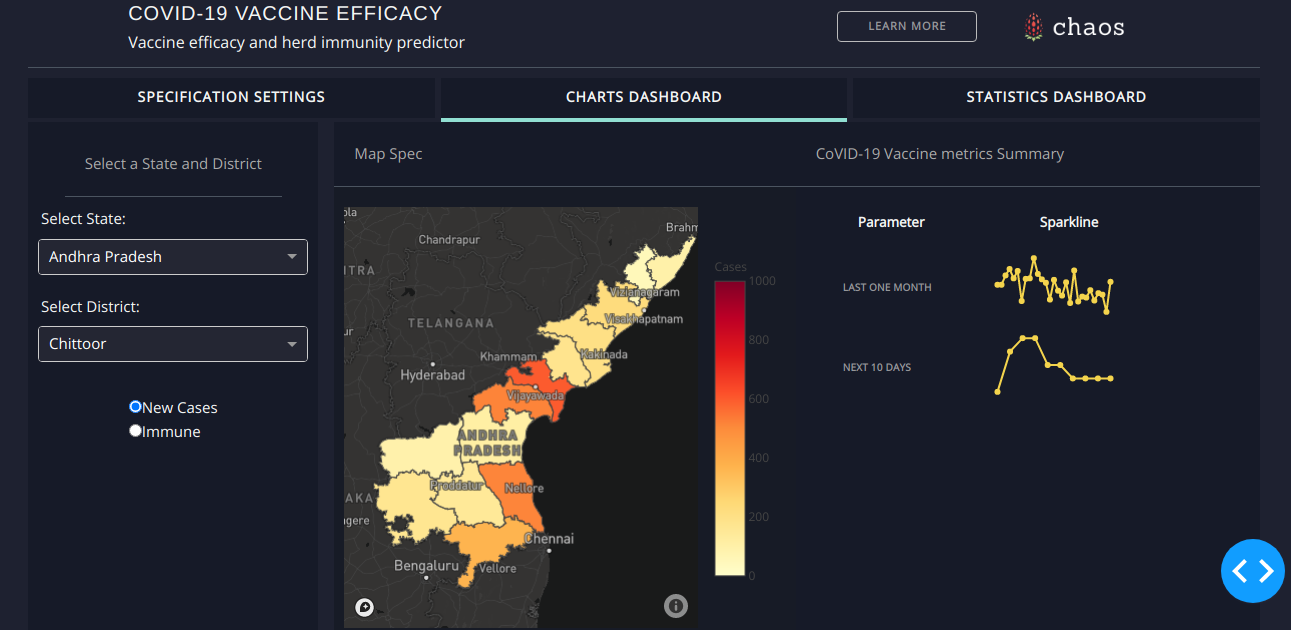 COVID-19 VACCINE EFFICACY
Vaccine efficacy and herd immunity predictor
LEARN MORE
chaos
SPECIFICATION SETTINGS
CHARTS DASHBOARD
STATISTICS DASHBOARD
Select a State and District
Select State:
Andhra Pradesh
Select District:
Chittoor
New Cases
Immune
Map Spec
ola
Chandrapur
Brahm
ITRA
Vizianagaram
TELANGANA
Visakhapatnam
ur
Khammam
Kakinada
Hyderabad
Vijayawada
ANDHRA
PRADESH
AKA
Proddatur
Nellore
agere
Chennai
Bengaluru
Vellore
Cases
1000
800
600
400
200
0
CoVID-19 Vaccine metrics Summary
Parameter
Sparkline
LAST ONE MONTH
NEXT 10 DAYS